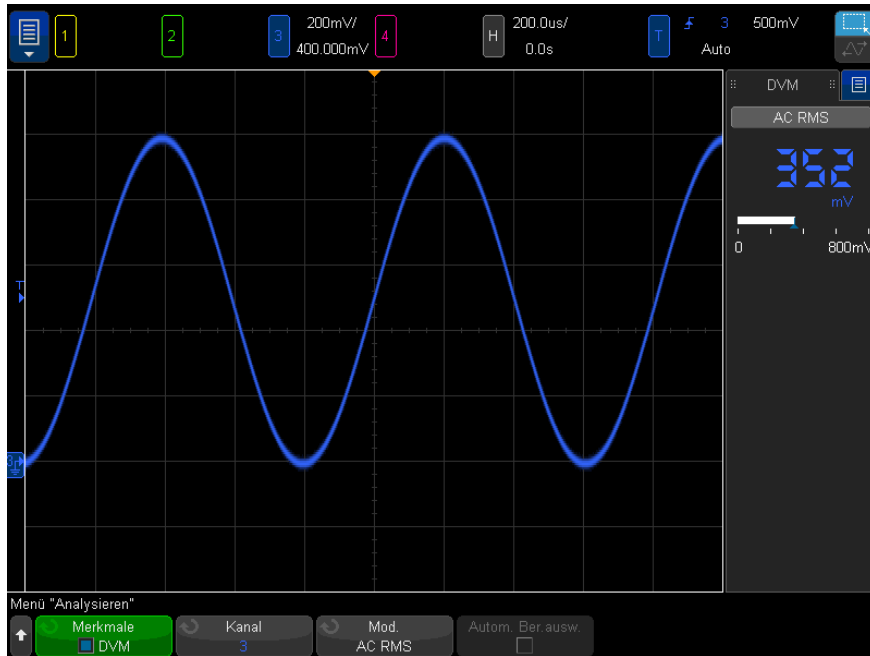 1 2 3 200mV/ 4 H 200.0us/ T 3 500mV
400.000mV 0.0s Auto
DVM
AC RMS
352
mV
0 800mV
T
3
Menü "Analysieren"
Merkmale Kanal Mod. Autom. Ber.ausw.
DVM 3 AC RMS